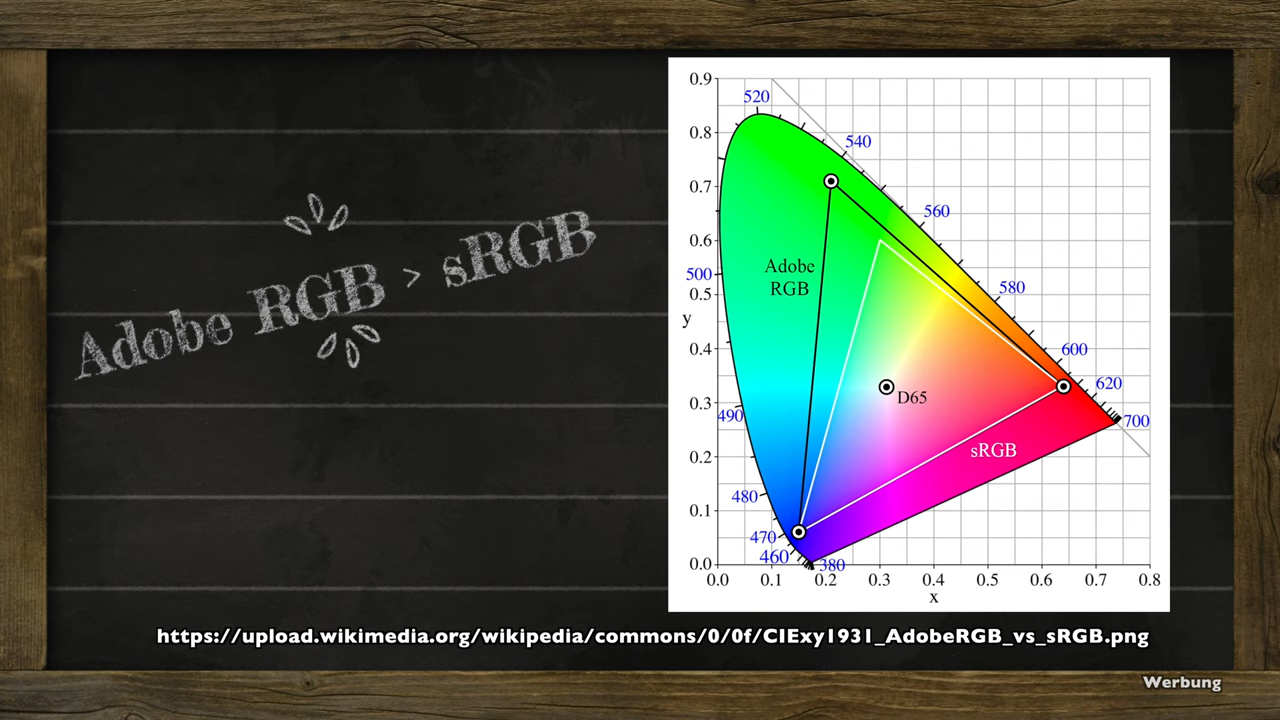 Adobe RGB > sRGB
0.9
0.8
0.7
0.6
0.5
0.4
0.3
0.2
0.1
0.0
y
0.0 0.1 0.2 0.3 0.4 0.5 0.6 0.7 0.8
x
520
540
560
580
600
620
700
500
490
480
470
460
380
Adobe
RGB
D65
sRGB
https://upload.wikimedia.org/wikipedia/commons/0/0f/CIExy1931_AdobeRGB_vs_sRGB.png
Werbung